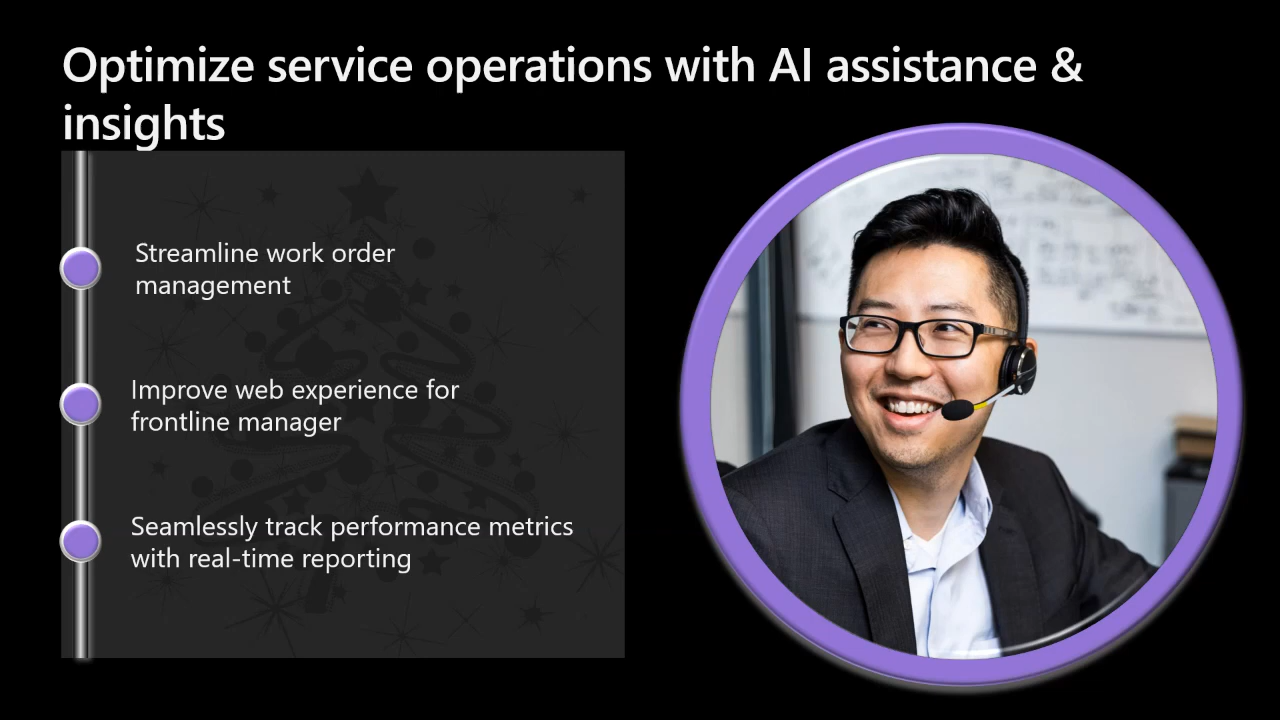 Optimize service operations with AI assistance &
insights
Streamline work order
management
Improve web experience for
frontline manager
Seamlessly track performance metrics
with real-time reporting